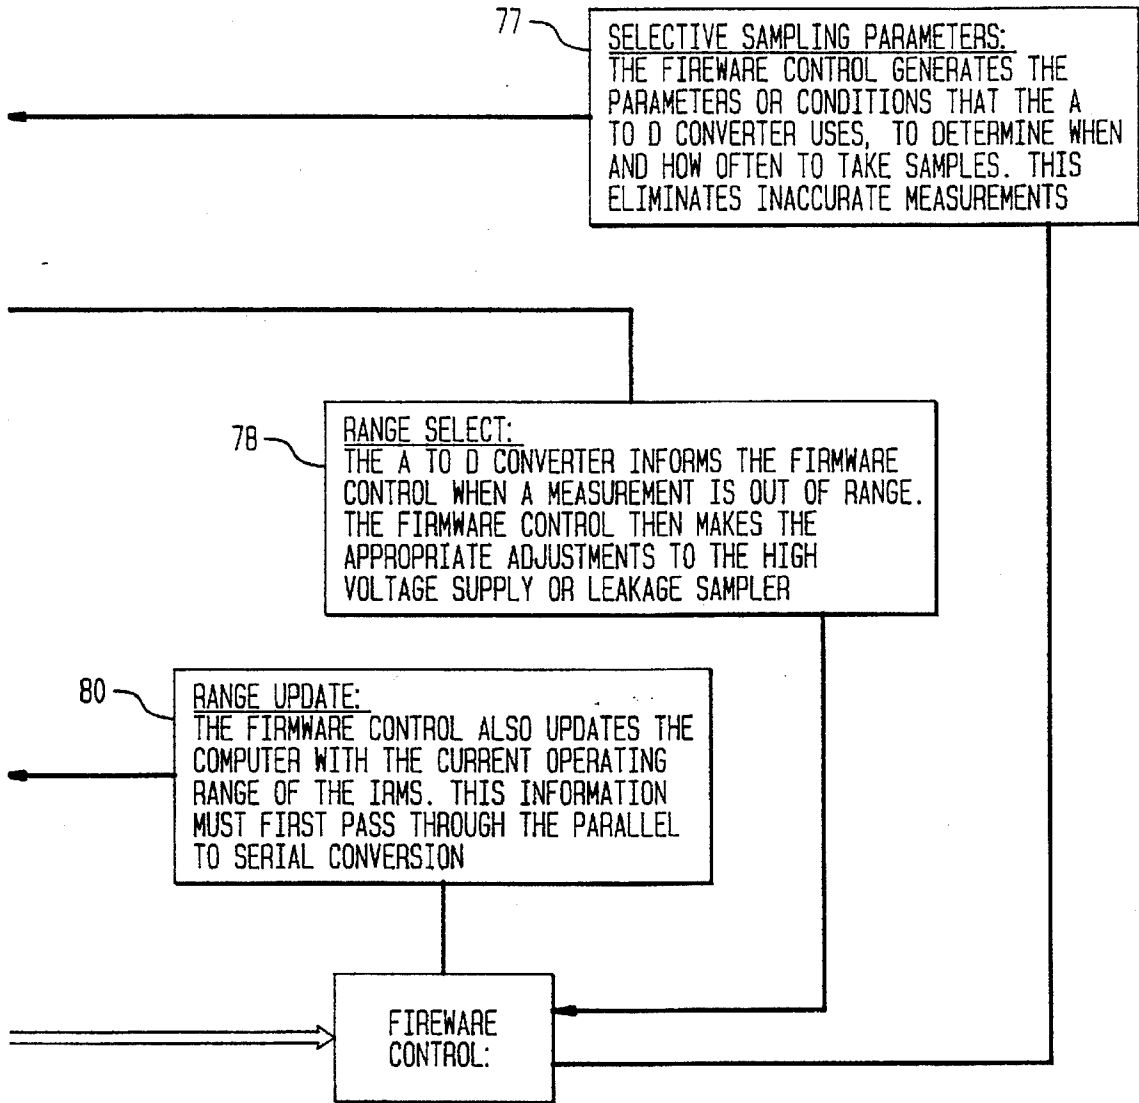 77
SELECTIVE SAMPLING PARAMETERS:
THE FIREWARE CONTROL GENERATES THE
PARAMETERS OR CONDITIONS THAT THE A
TO D CONVERTER USES, TO DETERMINE WHEN
AND HOW OFTEN TO TAKE SAMPLES. THIS
ELIMINATES INACCURATE MEASUREMENTS
78
RANGE SELECT:
THE A TO D CONVERTER INFORMS THE FIRMWARE
CONTROL WHEN A MEASUREMENT IS OUT OF RANGE.
THE FIRMWARE CONTROL THEN MAKES THE
APPROPRIATE ADJUSTMENTS TO THE HIGH
VOLTAGE SUPPLY OR LEAKAGE SAMPLER
80
RANGE UPDATE:
THE FIRMWARE CONTROL ALSO UPDATES THE
COMPUTER WITH THE CURRENT OPERATING
RANGE OF THE IRMS. THIS INFORMATION
MUST FIRST PASS THROUGH THE PARALLEL
TO SERIAL CONVERSION
FIREWARE
CONTROL: